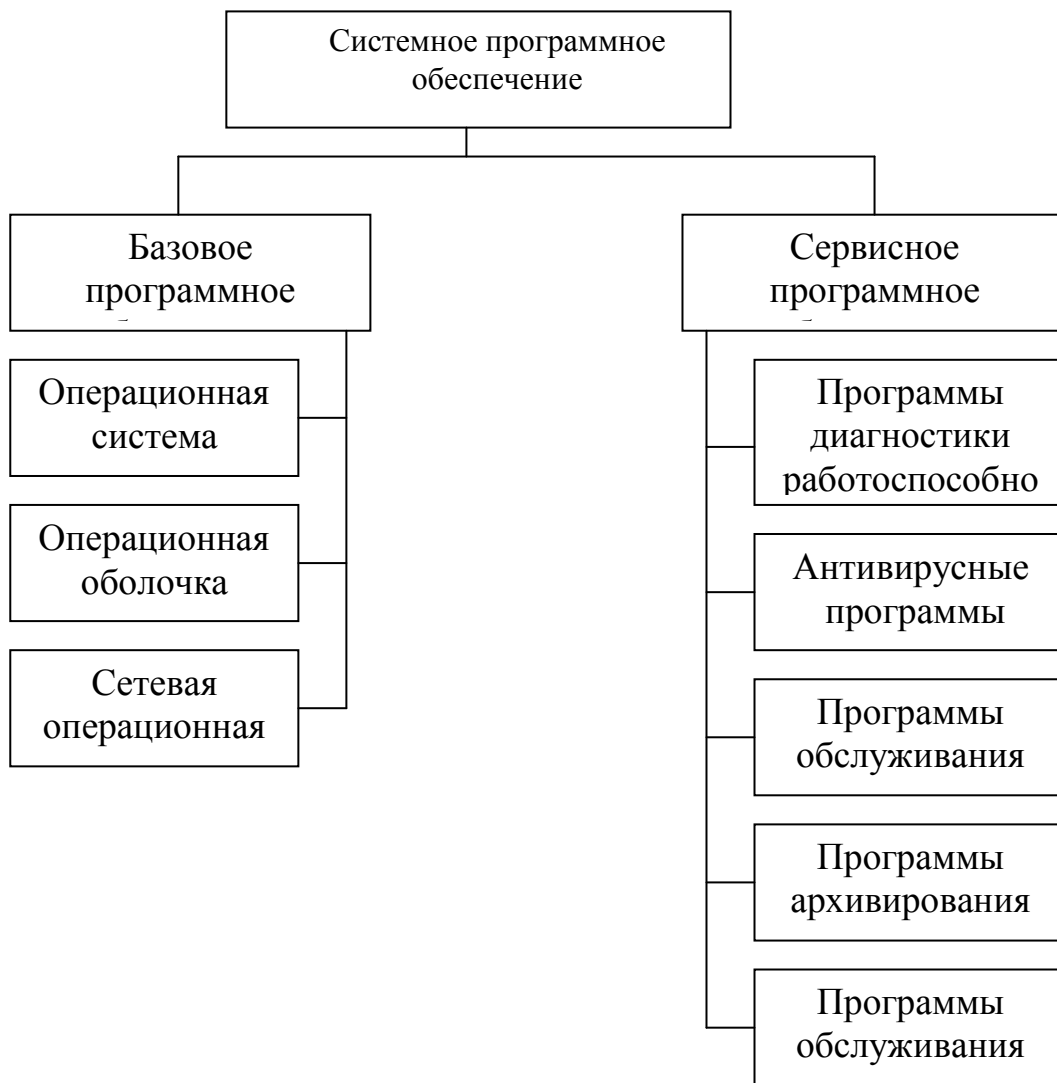 Системное программное
обеспечение
Базовое
программное
Сервисное
программное
Операционная
система
Операционная
оболочка
Сетевая
операционная
Программы
диагностики
работоспособно
Антивирусные
программы
Программы
обслуживания
Программы
архивирования
Программы
обслуживания